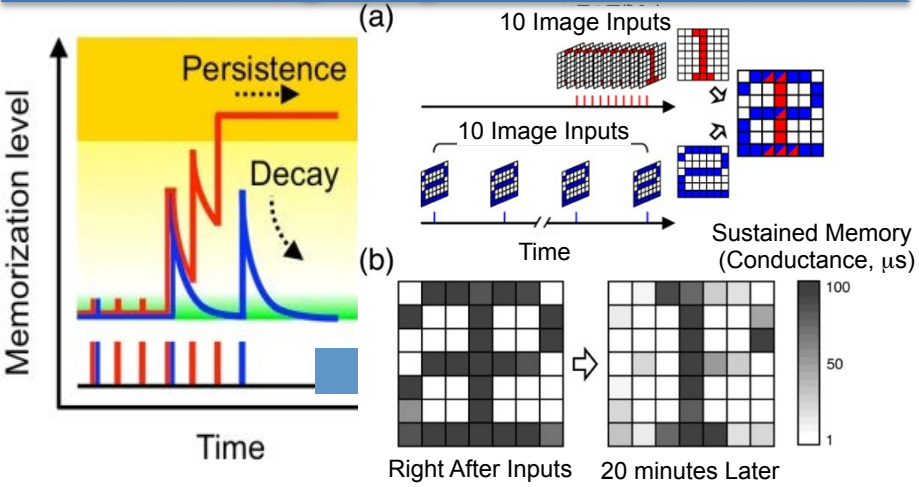 Memorization level
Persistence
Decay
Time
(a)
10 Image Inputs
10 Image Inputs
Time
(b)
Sustained Memory
(Conductance, μs)
100
50
1
Right After Inputs
20 minutes Later